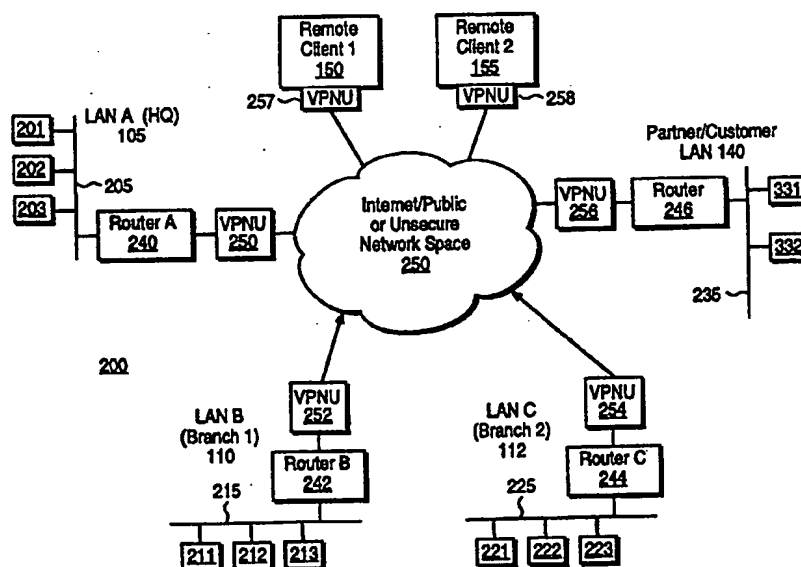 Remote
Client 1
150
Remote
Client 2
155
257
VPNU
VPNU
258
LAN A (HQ)
105
201
202
203
205
Router A
240
VPNU
250
Internet/Public
or Unsecure
Network Space
250
Partner/Customer
LAN 140
VPNU
256
Router
246
331
332
235
200
VPNU
252
LAN B
(Branch 1)
110
Router B
242
215
211
212
213
VPNU
254
LAN C
(Branch 2)
112
Router C
244
225
221
222
223